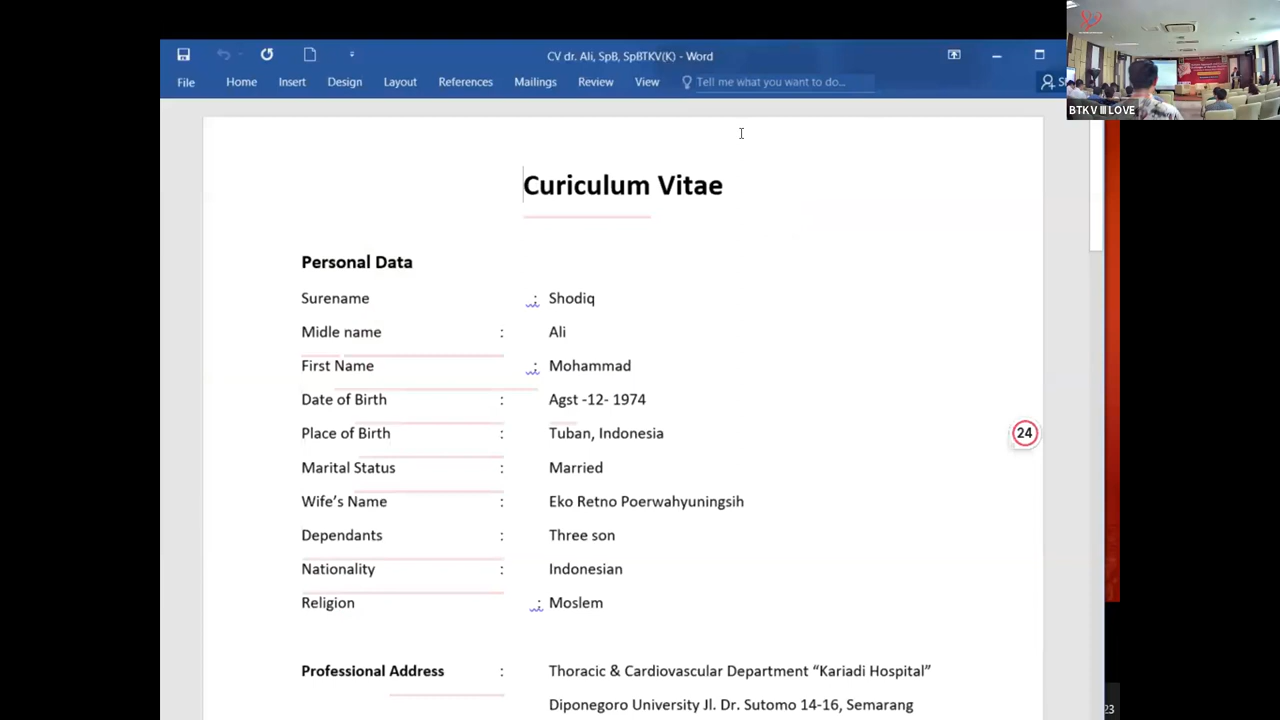 CV dr. Ali, SpB, SpBTKV(K) - Word
File Home Insert Design Layout References Mailings Review View Tell me what you want to do...
BTKV III LOVE
Curiculum Vitae
Personal Data
Surename : Shodiq
Midle name : Ali
First Name : Mohammad
Date of Birth : Agst -12- 1974
Place of Birth : Tuban, Indonesia
24
Marital Status : Married
Wife's Name : Eko Retno Poerwahyuningsih
Dependants : Three son
Nationality : Indonesian
Religion : Moslem
Professional Address : Thoracic & Cardiovascular Department “Kariadi Hospital”
Diponegoro University Jl. Dr. Sutomo 14-16, Semarang
23